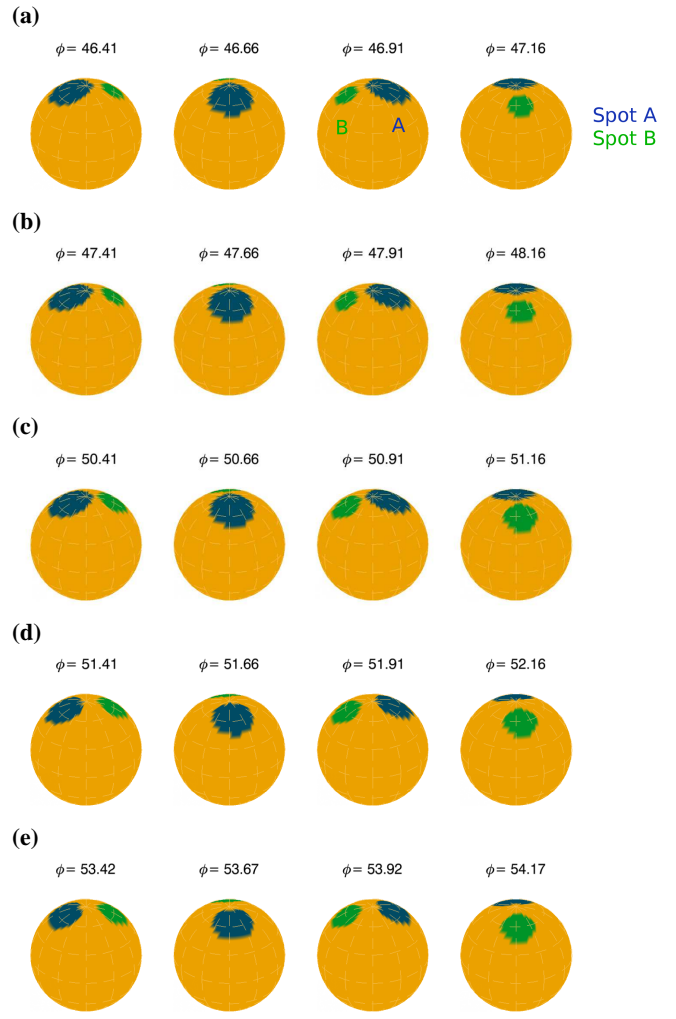 (a)
ϕ= 46.41 ϕ= 46.66 ϕ= 46.91 ϕ= 47.16
B A
Spot A
Spot B
(b)
ϕ= 47.41 ϕ= 47.66 ϕ= 47.91 ϕ= 48.16
(c)
ϕ= 50.41 ϕ= 50.66 ϕ= 50.91 ϕ= 51.16
(d)
ϕ= 51.41 ϕ= 51.66 ϕ= 51.91 ϕ= 52.16
(e)
ϕ= 53.42 ϕ= 53.67 ϕ= 53.92 ϕ= 54.17